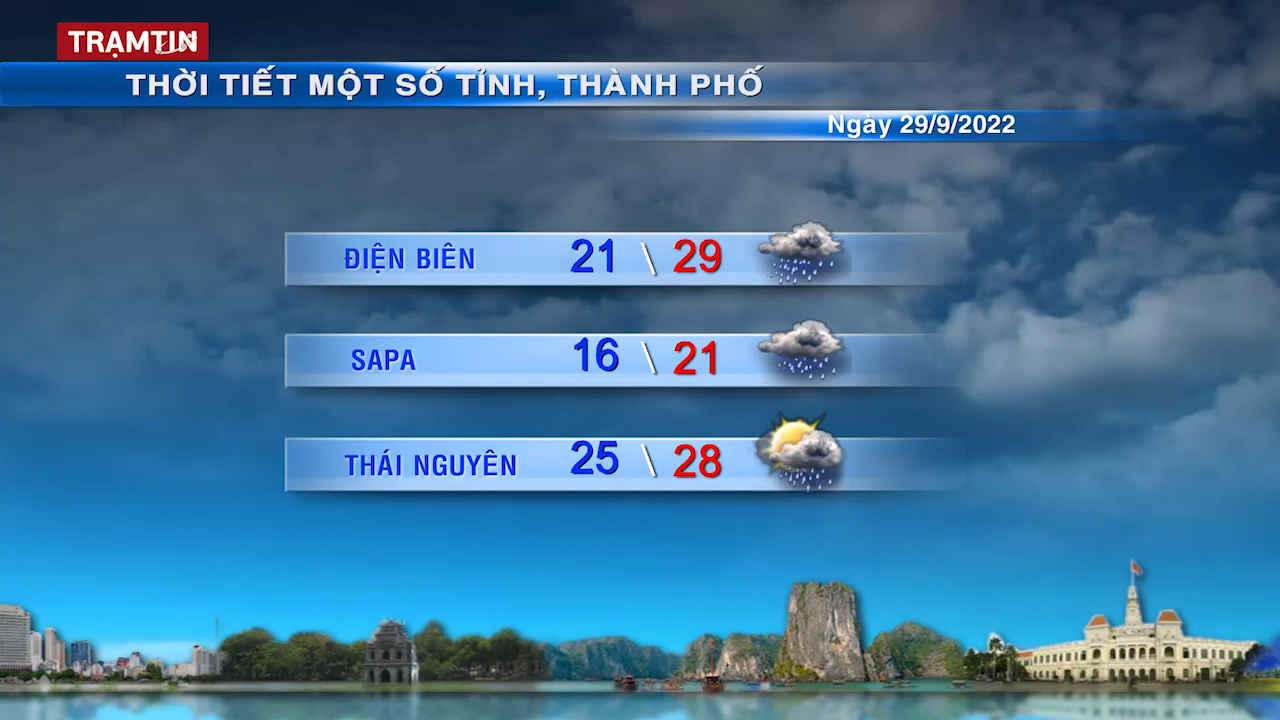 TRẠMTIN
THỜI TIẾT MỘT SỐ TỈNH, THÀNH PHỐ
Ngày 29/9/2022
ĐIỆN BIÊN 21 \ 29
SAPA 16 \ 21
THÁI NGUYÊN 25 \ 28